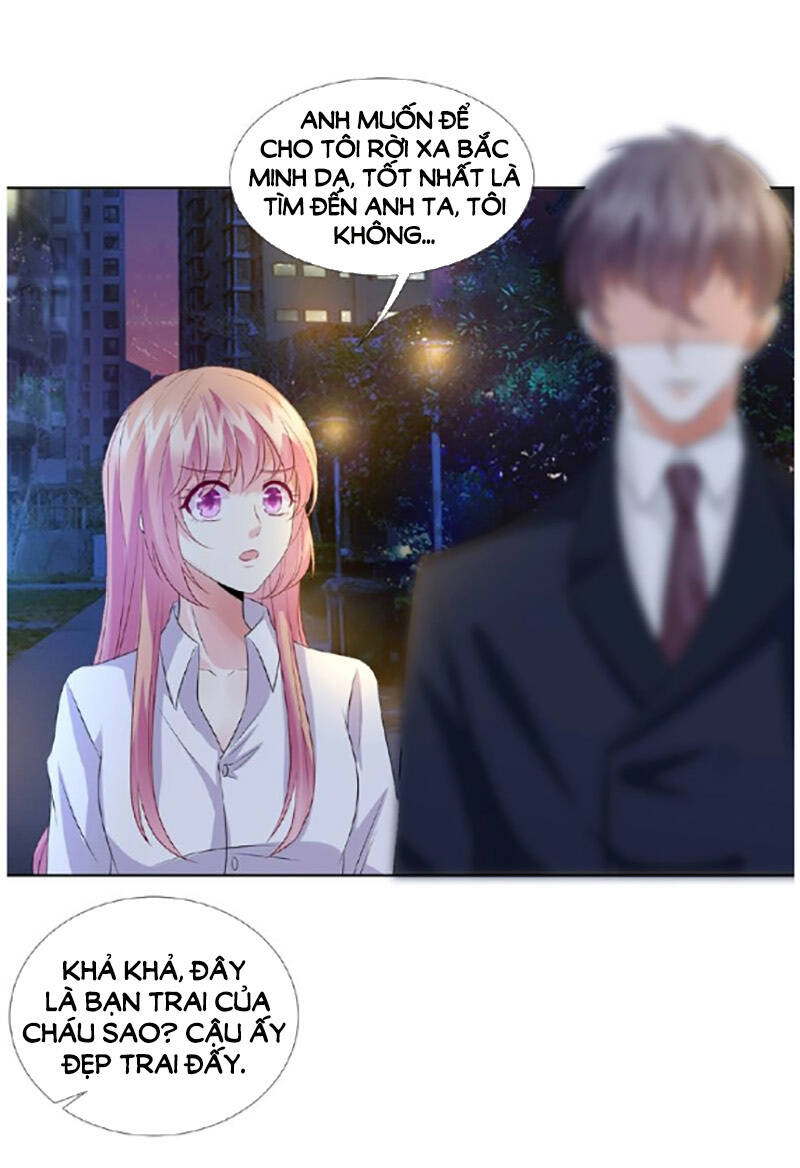 ANH MUỐN ĐỂ
CHO TÔI RỜI XA BẮC
MINH DẠ, TỐT NHẤT LÀ
TÌM ĐẾN ANH TA, TÔI
KHÔNG...
KHẢ KHẢ, ĐÂY
LÀ BẠN TRAI CỦA
CHÁU SAO? CẬU ẤY
ĐẸP TRAI ĐẤY.